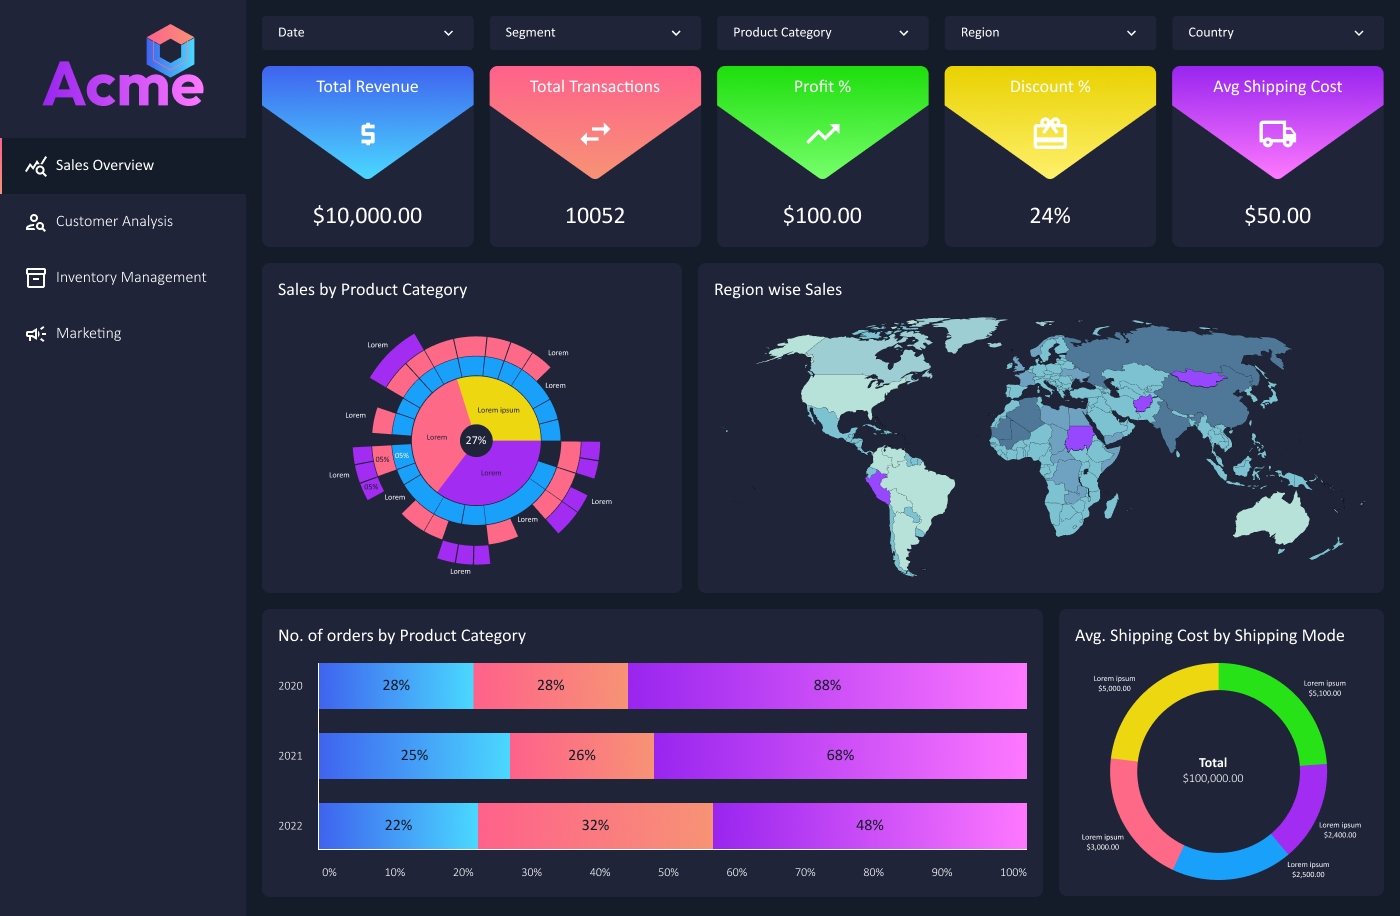 Acme
Sales Overview
Customer Analysis
Inventory Management
Marketing
Date
Segment
Product Category
Region
Country
Total Revenue
$10,000.00
Total Transactions
10052
Profit %
$100.00
Discount %
24%
Avg Shipping Cost
$50.00
Sales by Product Category
Lorem
Lorem
Lorem
Lorem ipsum
Lorem
Lorem
27%
05%
05%
Lorem
Lorem
05%
Lorem
Lorem
Lorem
Lorem
Region wise Sales
No. of orders by Product Category
2020
28%
28%
88%
2021
25%
26%
68%
2022
22%
32%
48%
0%
10%
20%
30%
40%
50%
60%
70%
80%
90%
100%
Avg. Shipping Cost by Shipping Mode
Lorem ipsum
$5,000.00
Lorem ipsum
$5,100.00
Total
$100,000.00
Lorem ipsum
$2,400.00
Lorem ipsum
$3,000.00
Lorem ipsum
$2,500.00